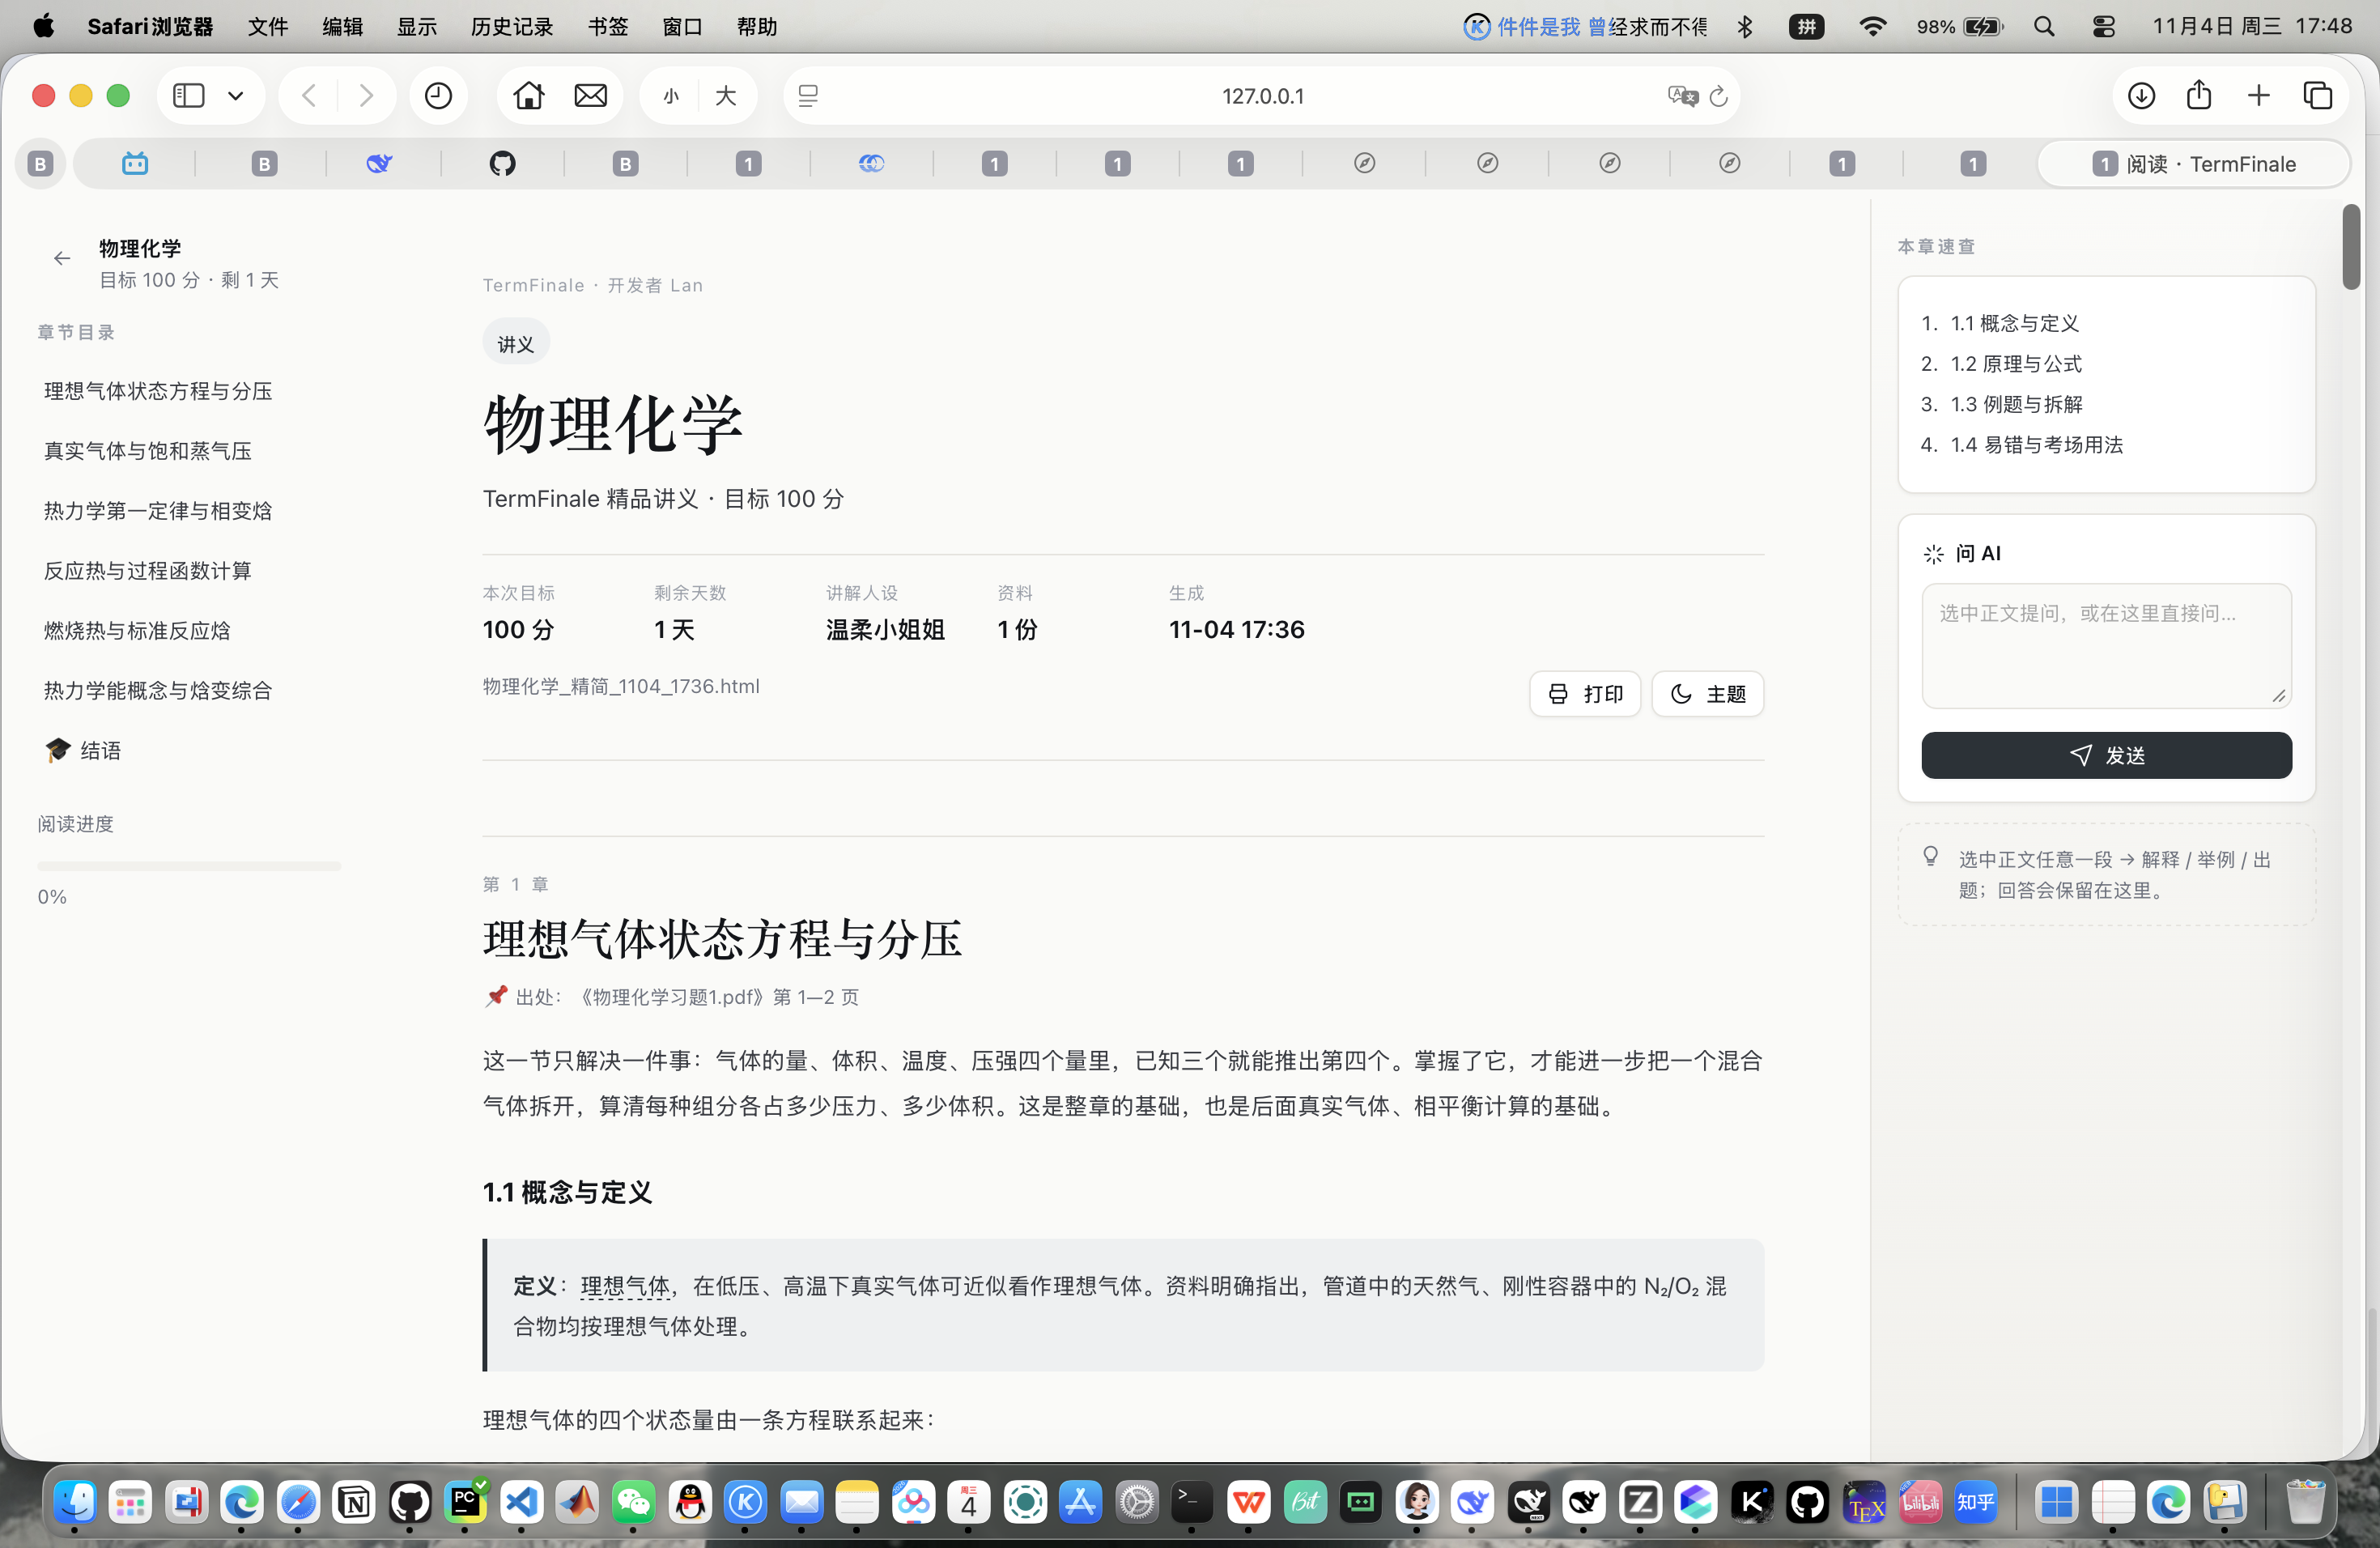 Safari浏览器 文件 编辑 显示 历史记录 书签 窗口 帮助
件件是我 曾经求而不得 拼 98% 11月4日 周三 17:48
小 大 127.0.0.1
B B B 1 1 1 1 1 1 1 阅读 · TermFinale
物理化学
目标 100 分 · 剩 1 天
章节目录
理想气体状态方程与分压
真实气体与饱和蒸气压
热力学第一定律与相变焓
反应热与过程函数计算
燃烧热与标准反应焓
热力学能概念与焓变综合
🎓 结语
阅读进度
0%
TermFinale · 开发者 Lan
讲义
物理化学
TermFinale 精品讲义 · 目标 100 分
本次目标 剩余天数 讲解人设 资料 生成
100 分 1 天 温柔小姐姐 1 份 11-04 17:36
物理化学_精简_1104_1736.html
打印 主题
第 1 章
理想气体状态方程与分压
📌 出处：《物理化学习题1.pdf》第 1—2 页
这一节只解决一件事：气体的量、体积、温度、压强四个量里，已知三个就能推出第四个。掌握了它，才能进一步把一个混合
气体拆开，算清每种组分各占多少压力、多少体积。这是整章的基础，也是后面真实气体、相平衡计算的基础。
1.1 概念与定义
定义：理想气体，在低压、高温下真实气体可近似看作理想气体。资料明确指出，管道中的天然气、刚性容器中的 N₂/O₂ 混
合物均按理想气体处理。
理想气体的四个状态量由一条方程联系起来：
本章速查
1. 1.1 概念与定义
2. 1.2 原理与公式
3. 1.3 例题与拆解
4. 1.4 易错与考场用法
问 AI
选中正文提问，或在这里直接问...
发送
选中正文任意一段 → 解释 / 举例 / 出
题；回答会保留在这里。
PC 周三 4 Bit TEX bilibili 知乎